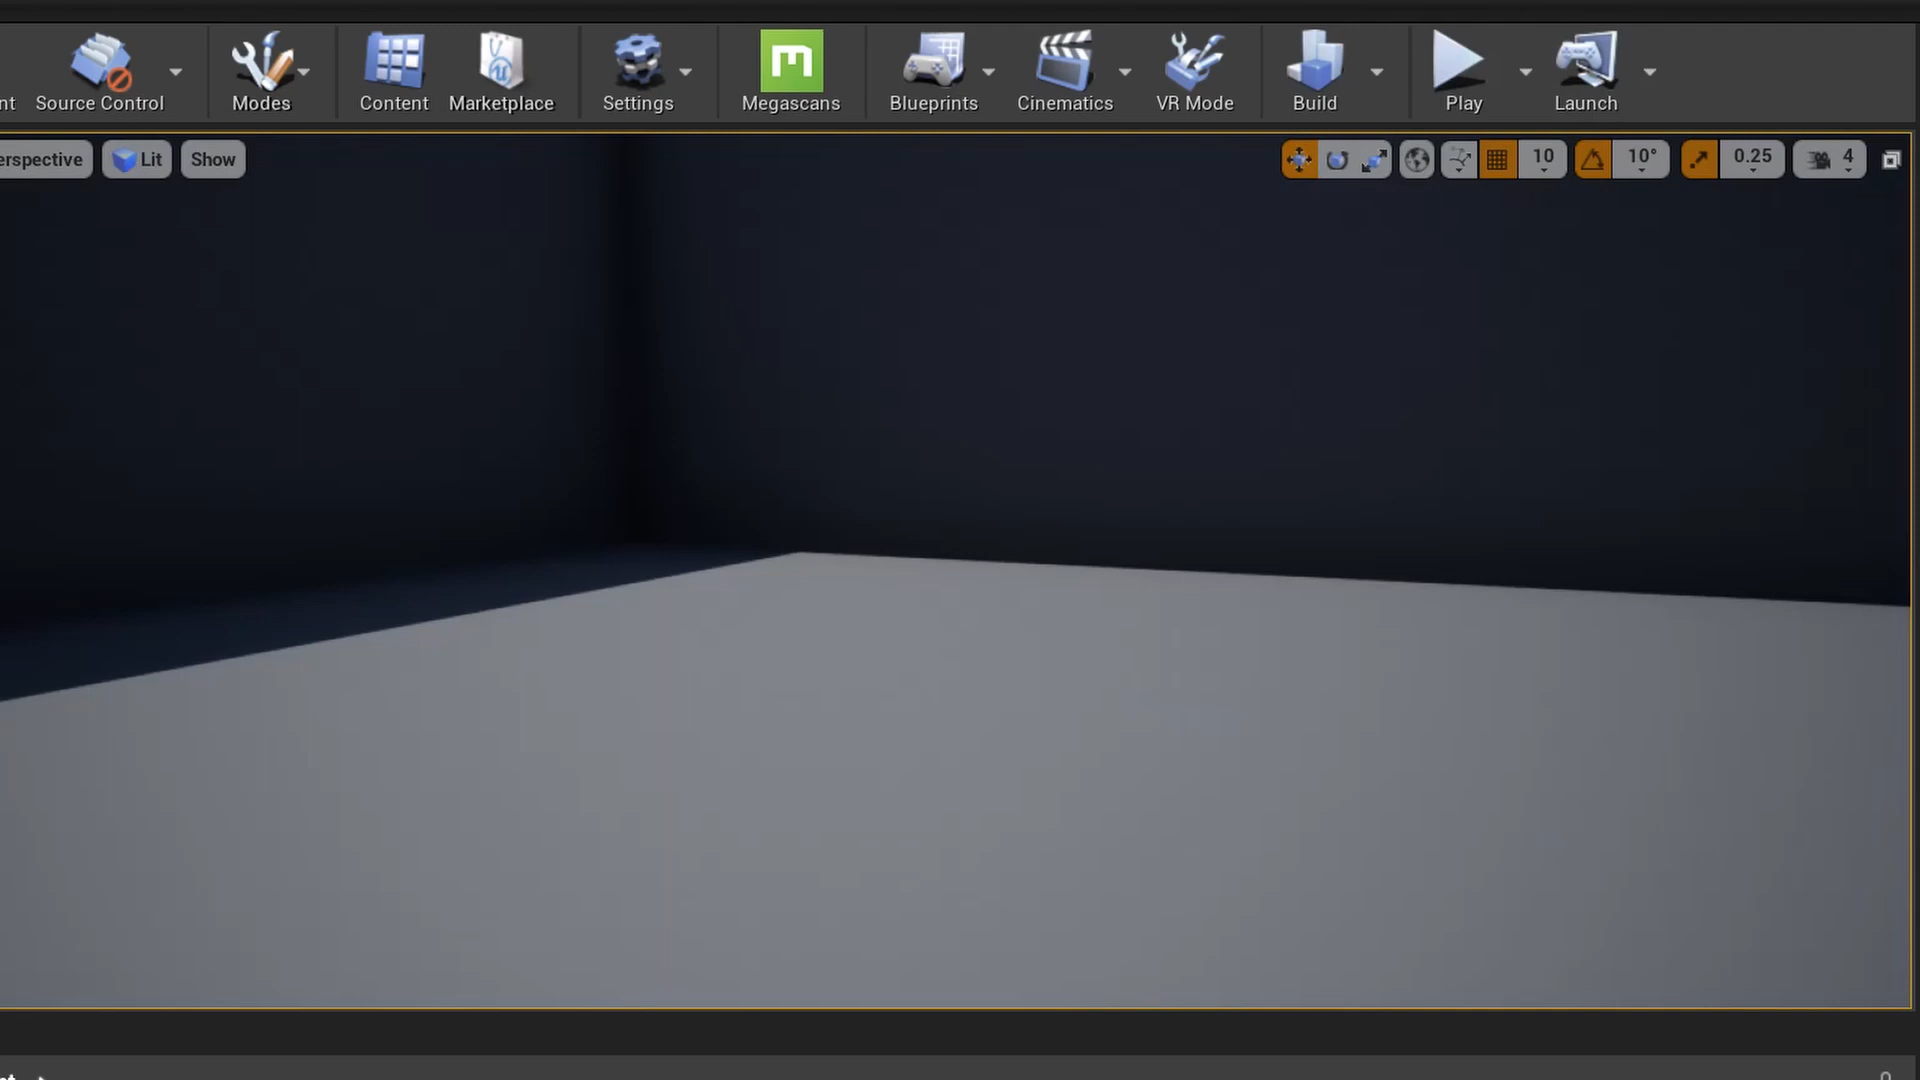 nt Source Control Modes Content Marketplace Settings Megascans Blueprints Cinematics VR Mode Build Play Launch
erspective Lit Show 10 10° 0.25 4